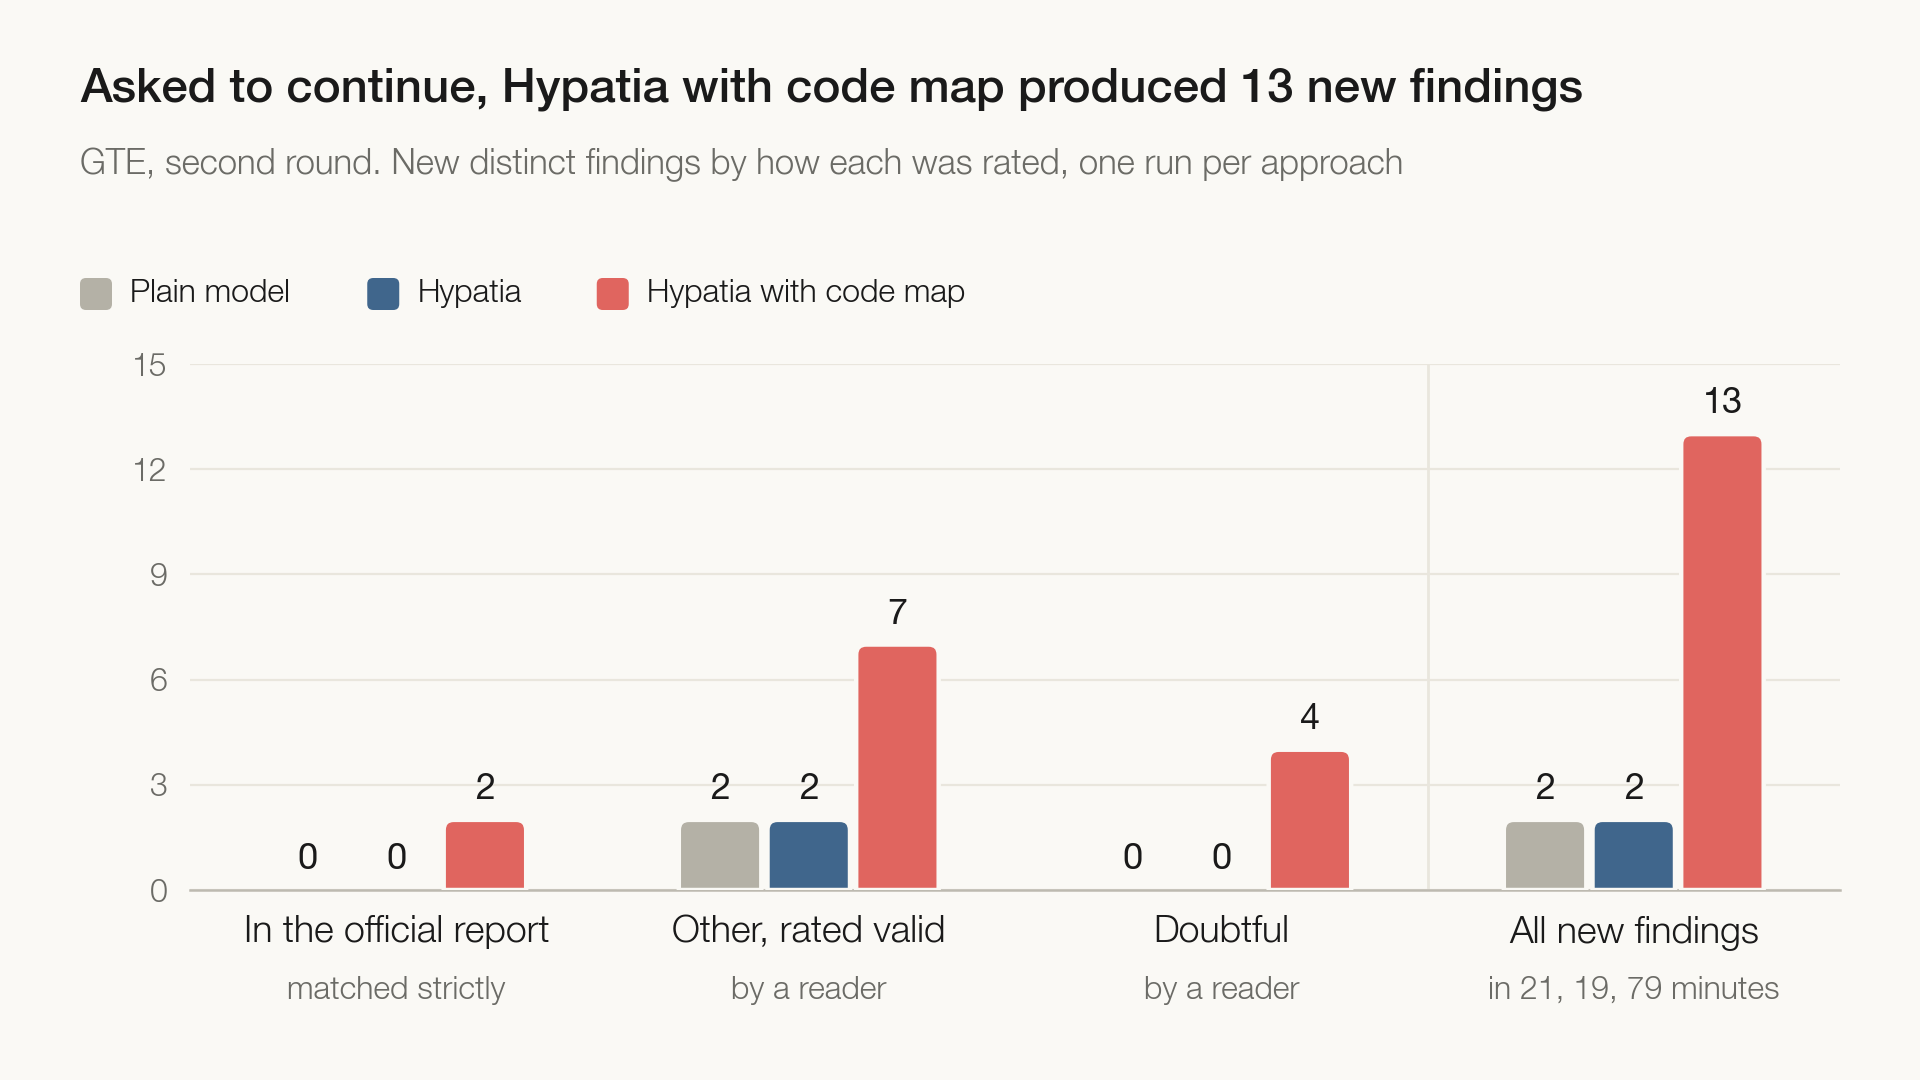 Asked to continue, Hypatia with code map produced 13 new findings
GTE, second round. New distinct findings by how each was rated, one run per approach
Plain model
Hypatia
Hypatia with code map
15
12
9
6
3
0
0
0
2
2
2
7
0
0
4
2
2
13
In the official report
matched strictly
Other, rated valid
by a reader
Doubtful
by a reader
All new findings
in 21, 19, 79 minutes